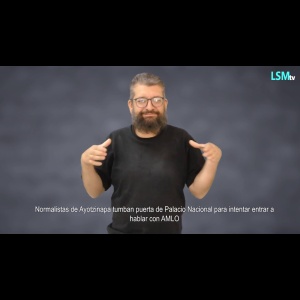 LSMtv
Normalistas de Ayotzinapa tumban puerta de Palacio Nacional para intentar entrar a
hablar con AMLO